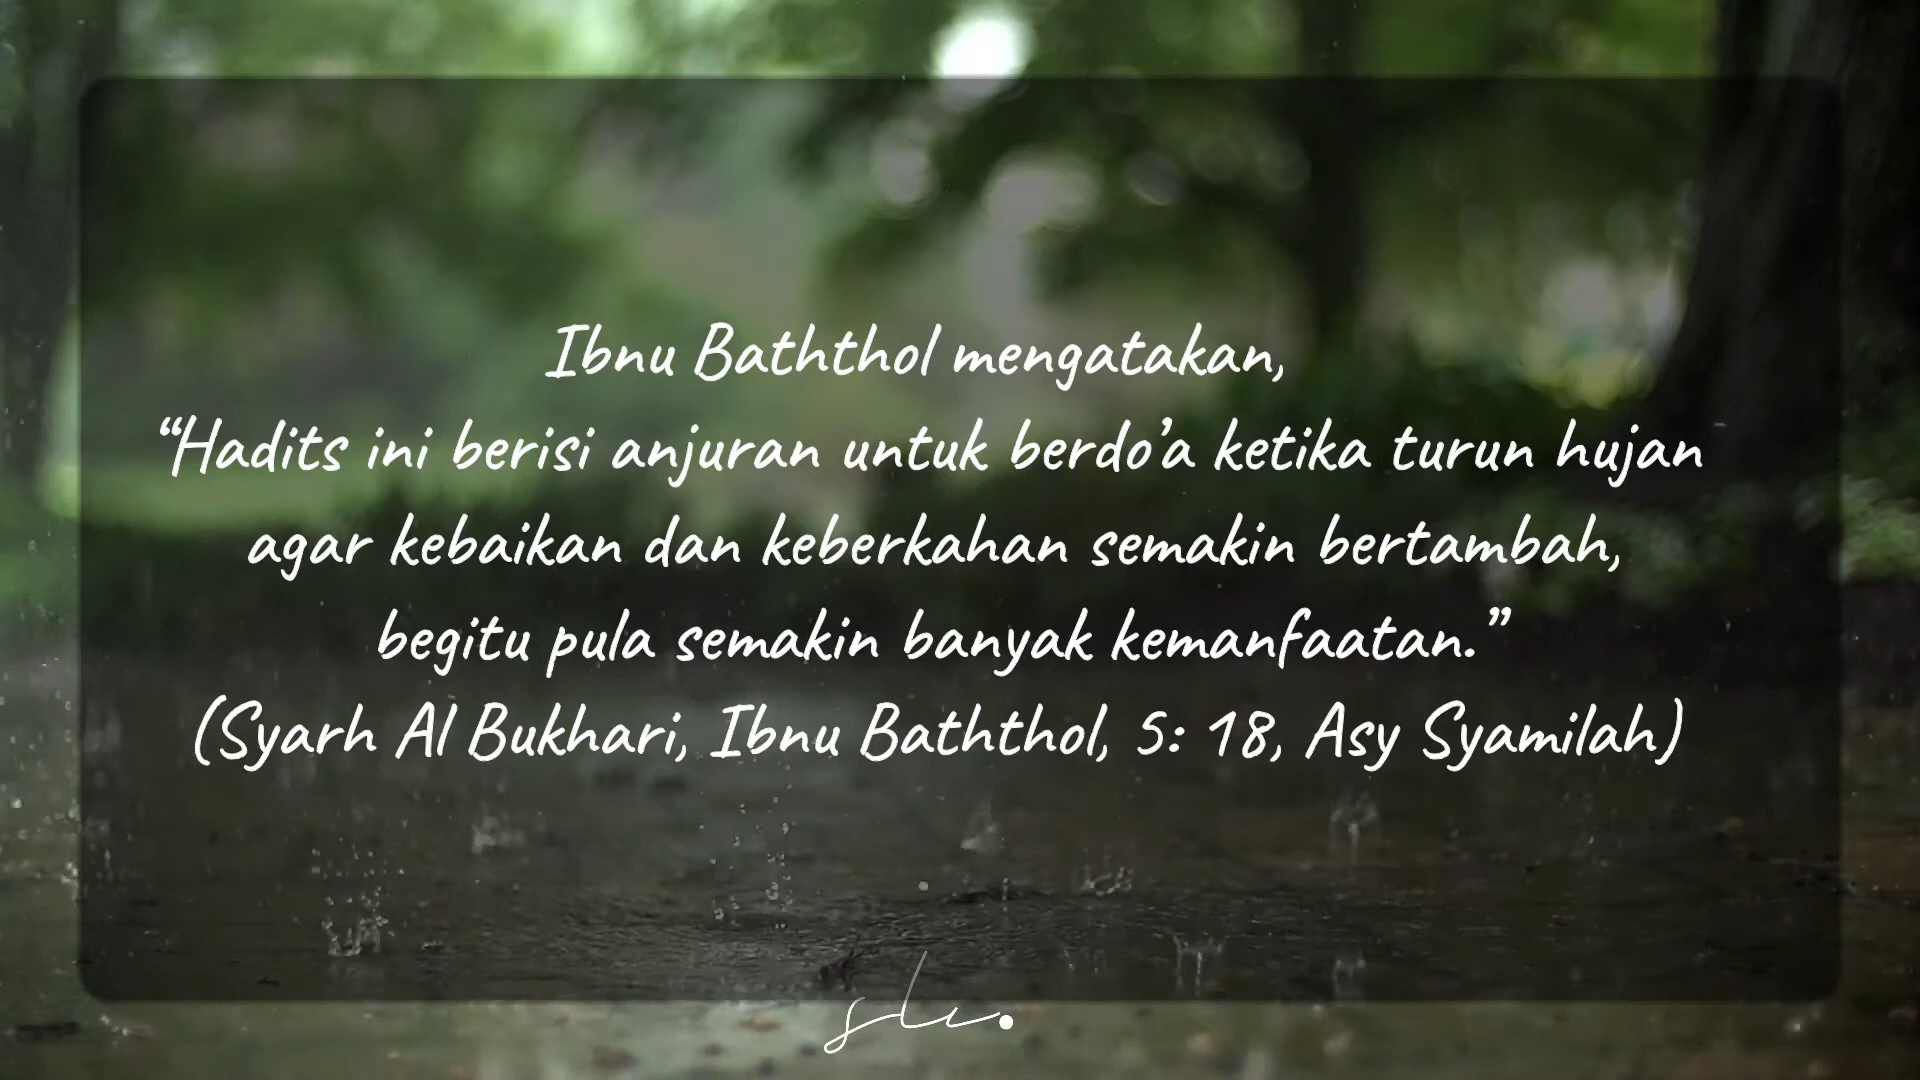 Ibnu Baththol mengatakan,
“Hadits ini berisi anjuran untuk berdo’a ketika turun hujan
agar kebaikan dan keberkahan semakin bertambah,
begitu pula semakin banyak kemanfaatan.”
(Syarh Al Bukhari, Ibnu Baththol, 5: 18, Asy Syamilah)